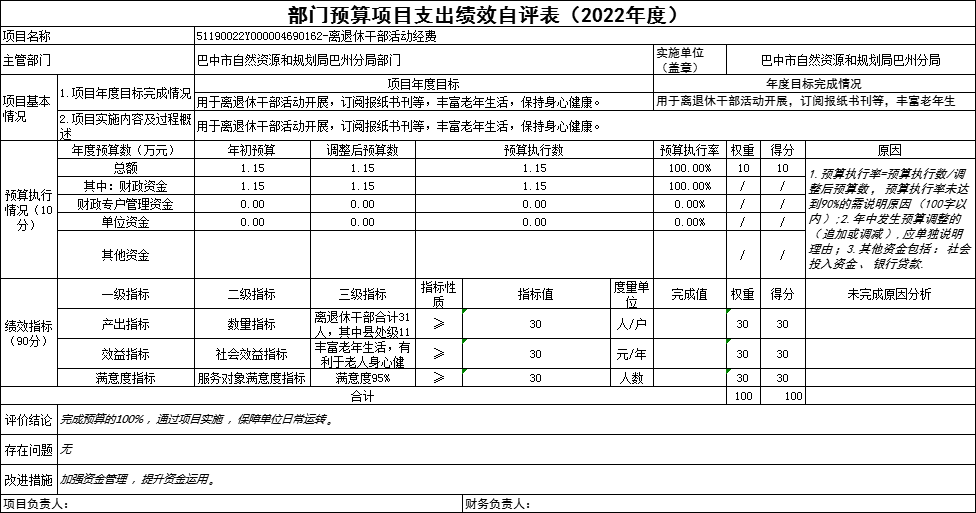 部门预算项目支出绩效自评表（2022年度）
项目名称 51190022Y000004690162-离退休干部活动经费
主管部门 巴中市自然资源和规划局巴州分局部门 实施单位（盖章） 巴中市自然资源和规划局巴州分局
项目基本情况 1.项目年度目标完成情况 项目年度目标 年度目标完成情况
用于离退休干部活动开展，订阅报纸书刊等，丰富老年生活，保持身心健康。 用于离退休干部活动开展，订阅报纸书刊等，丰富老年生
2.项目实施内容及过程概述 用于离退休干部活动开展，订阅报纸书刊等，丰富老年生活，保持身心健康。
预算执行情况（10分） 年度预算数（万元） 年初预算 调整后预算数 预算执行数 预算执行率 权重 得分 原因
总额 1.15 1.15 1.15 100.00% 10 10
其中：财政资金 1.15 1.15 1.15 100.00% / /
财政专户管理资金 0.00 0.00 0.00 0.00% / /
单位资金 0.00 0.00 0.00 0.00% / /
其他资金 / /
1.预算执行率=预算执行数/调整后预算数，预算执行率未达到90%的需说明原因（100字以内）;2.年中发生预算调整的（追加或调减）,应单独说明理由；3.其他资金包括：社会投入资金、银行贷款.
绩效指标（90分） 一级指标 二级指标 三级指标 指标性质 指标值 度量单位 完成值 权重 得分 未完成原因分析
产出指标 数量指标 离退休干部合计31人，其中县处级11 ≥ 30 人/户 30 30
效益指标 社会效益指标 丰富老年生活，有利于老人身心健 ≥ 30 元/年 30 30
满意度指标 服务对象满意度指标 满意度95% ≥ 30 人数 30 30
合计 100 100
评价结论 完成预算的100%，通过项目实施，保障单位日常运转。
存在问题 无
改进措施 加强资金管理，提升资金运用。
项目负责人： 财务负责人：